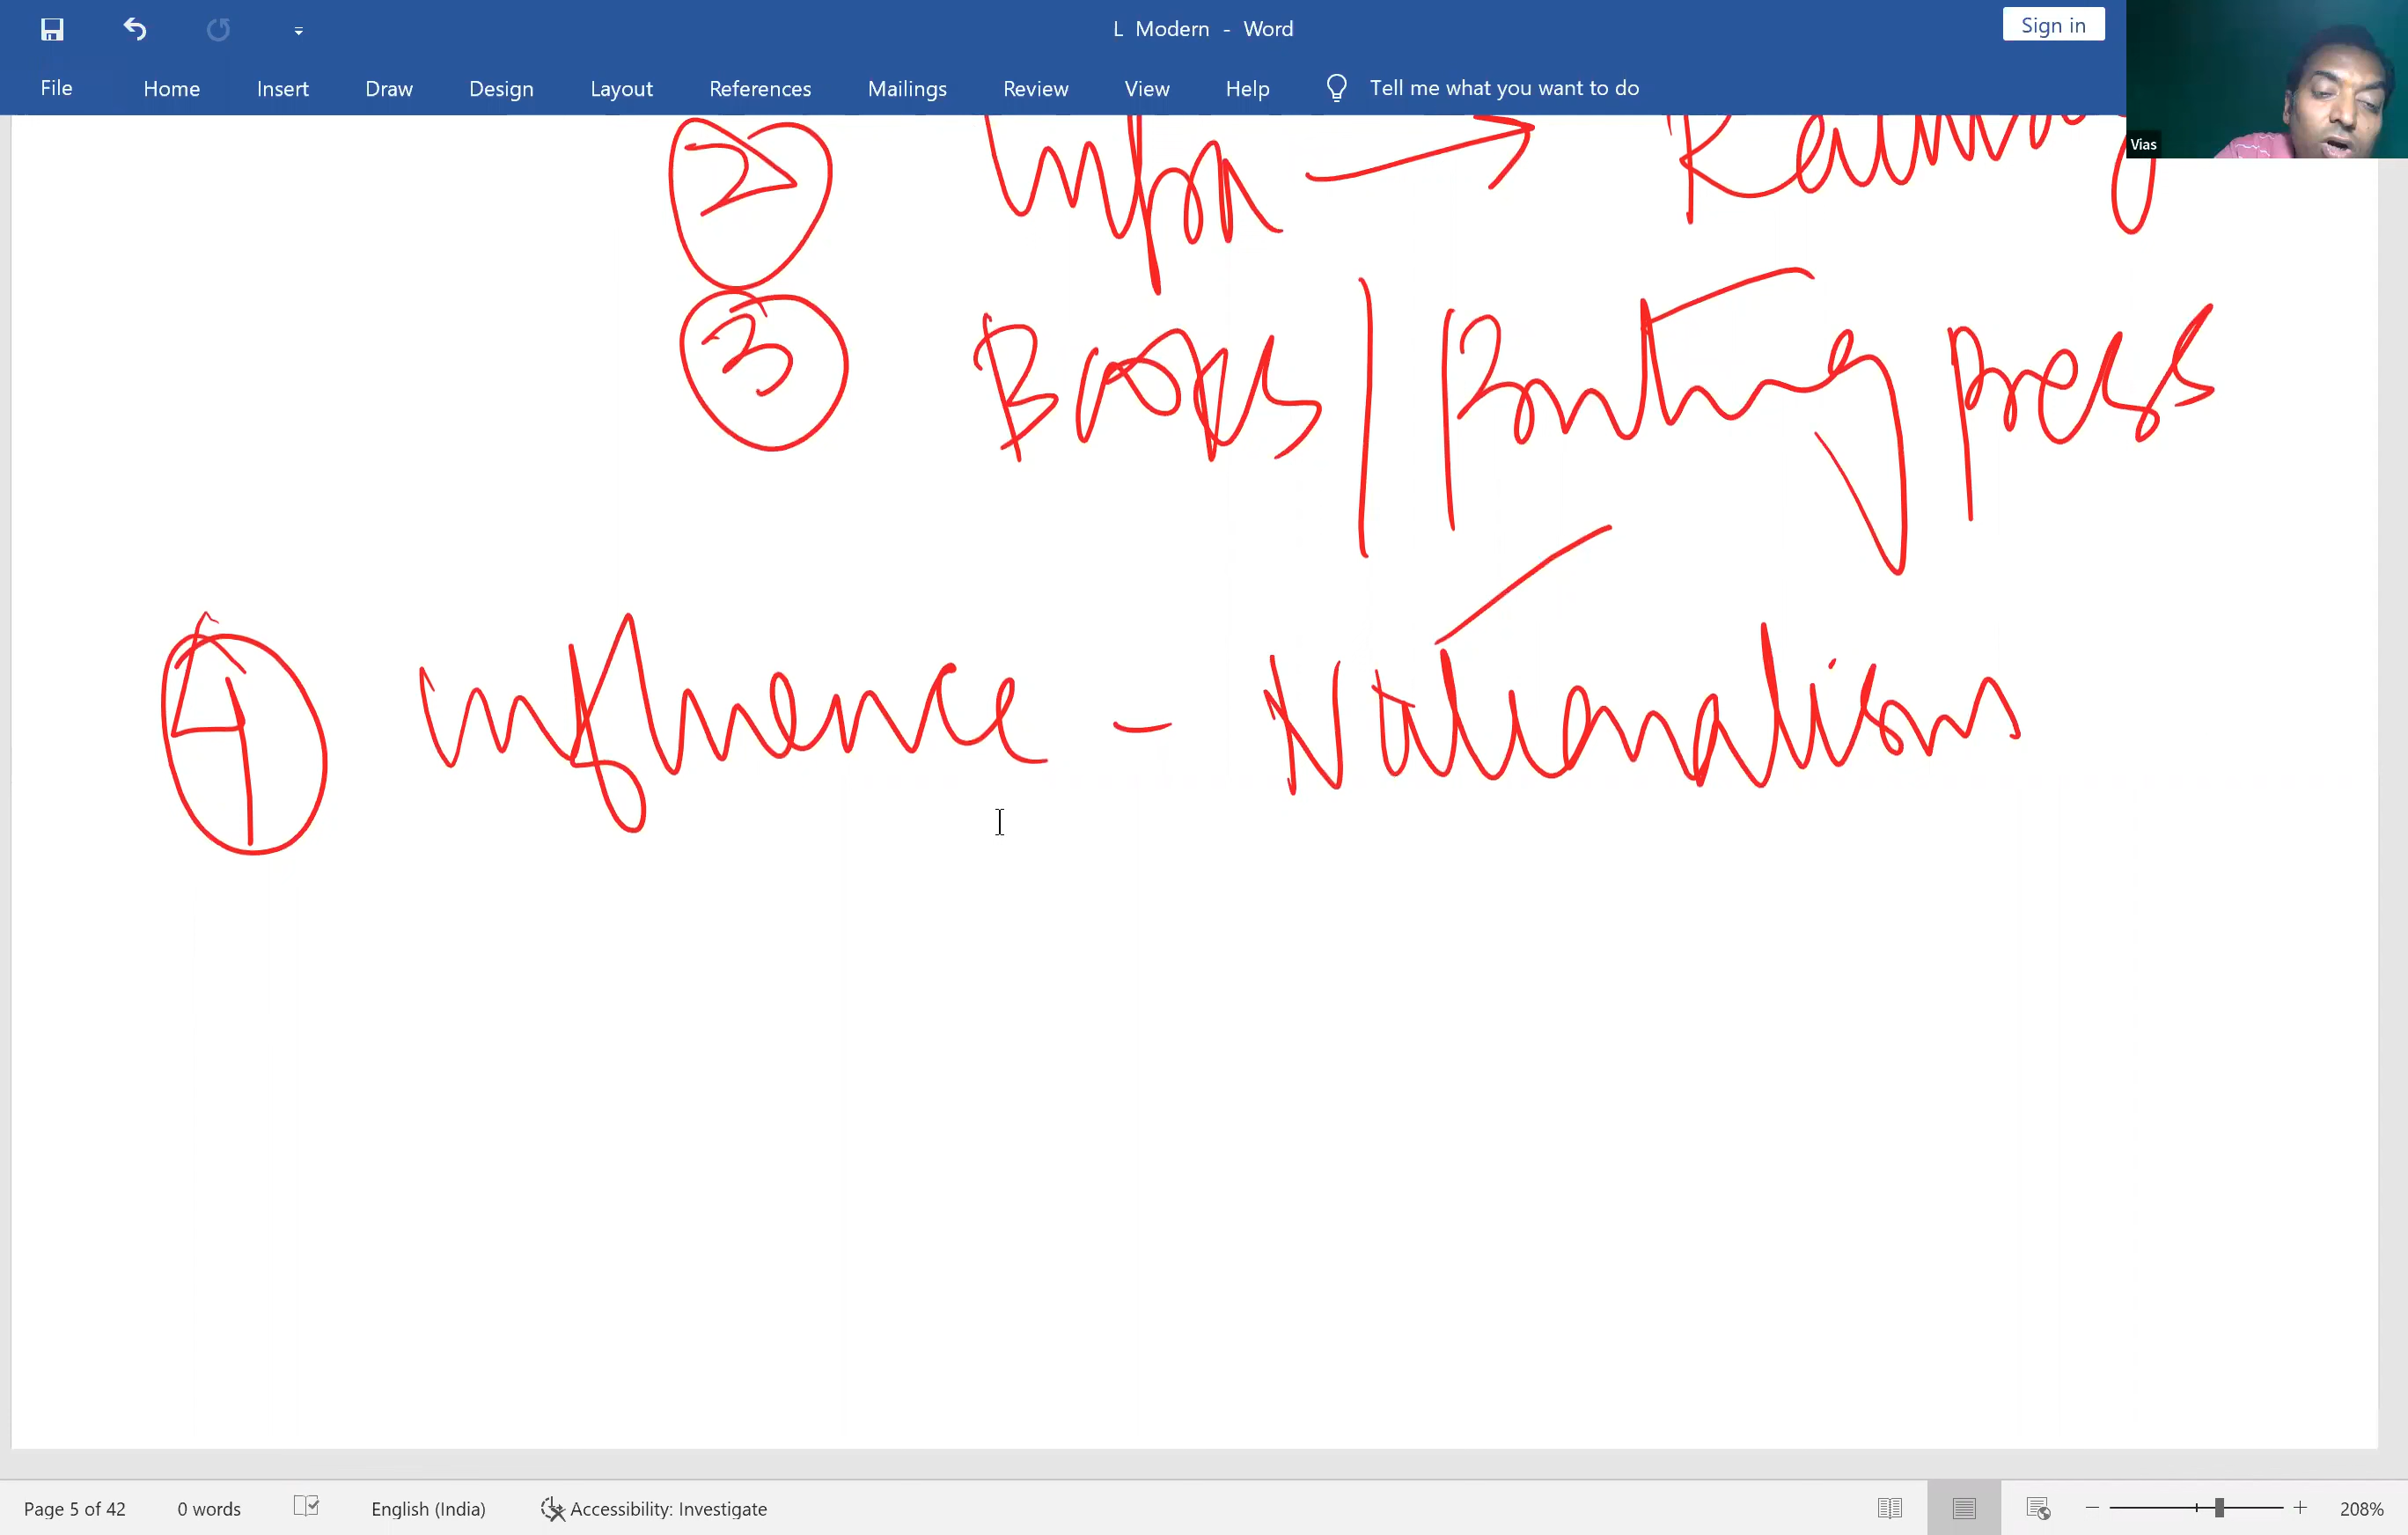 L Modern - Word
Sign in
File Home Insert Draw Design Layout References Mailings Review View Help Tell me what you want to do
Vias
2 Infra → Railway
3 Books | Printing press
4 influence - Nationalism
Page 5 of 42 0 words English (India) Accessibility: Investigate 208%